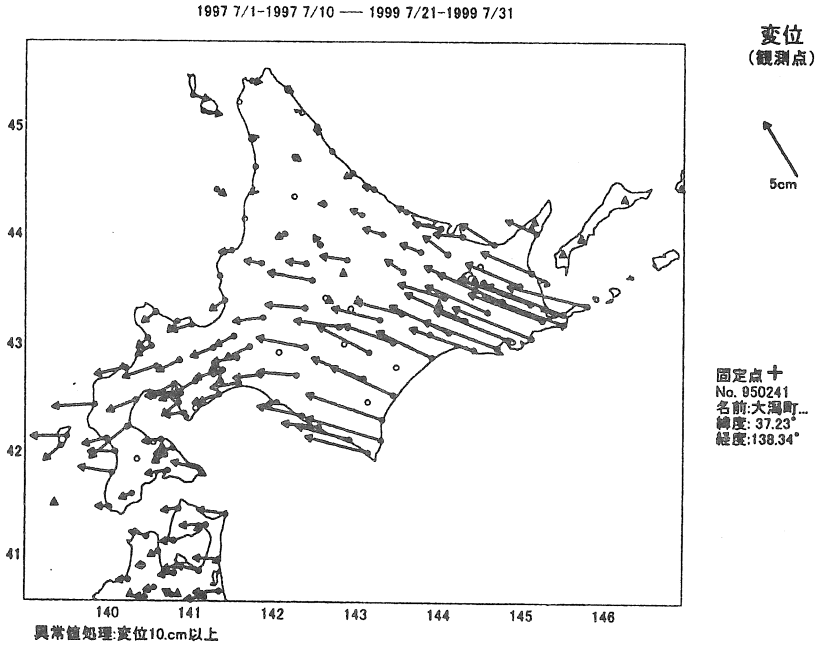 1997 7/1-1997 7/10 —— 1999 7/21-1999 7/31
変位
(観測点)
5cm
45
44
43
42
41
140
141
142
143
144
145
146
固定点+
No. 950241
名前:大潟町...
緯度: 37.23°
経度:138.34°
異常値処理:変位10.cm以上